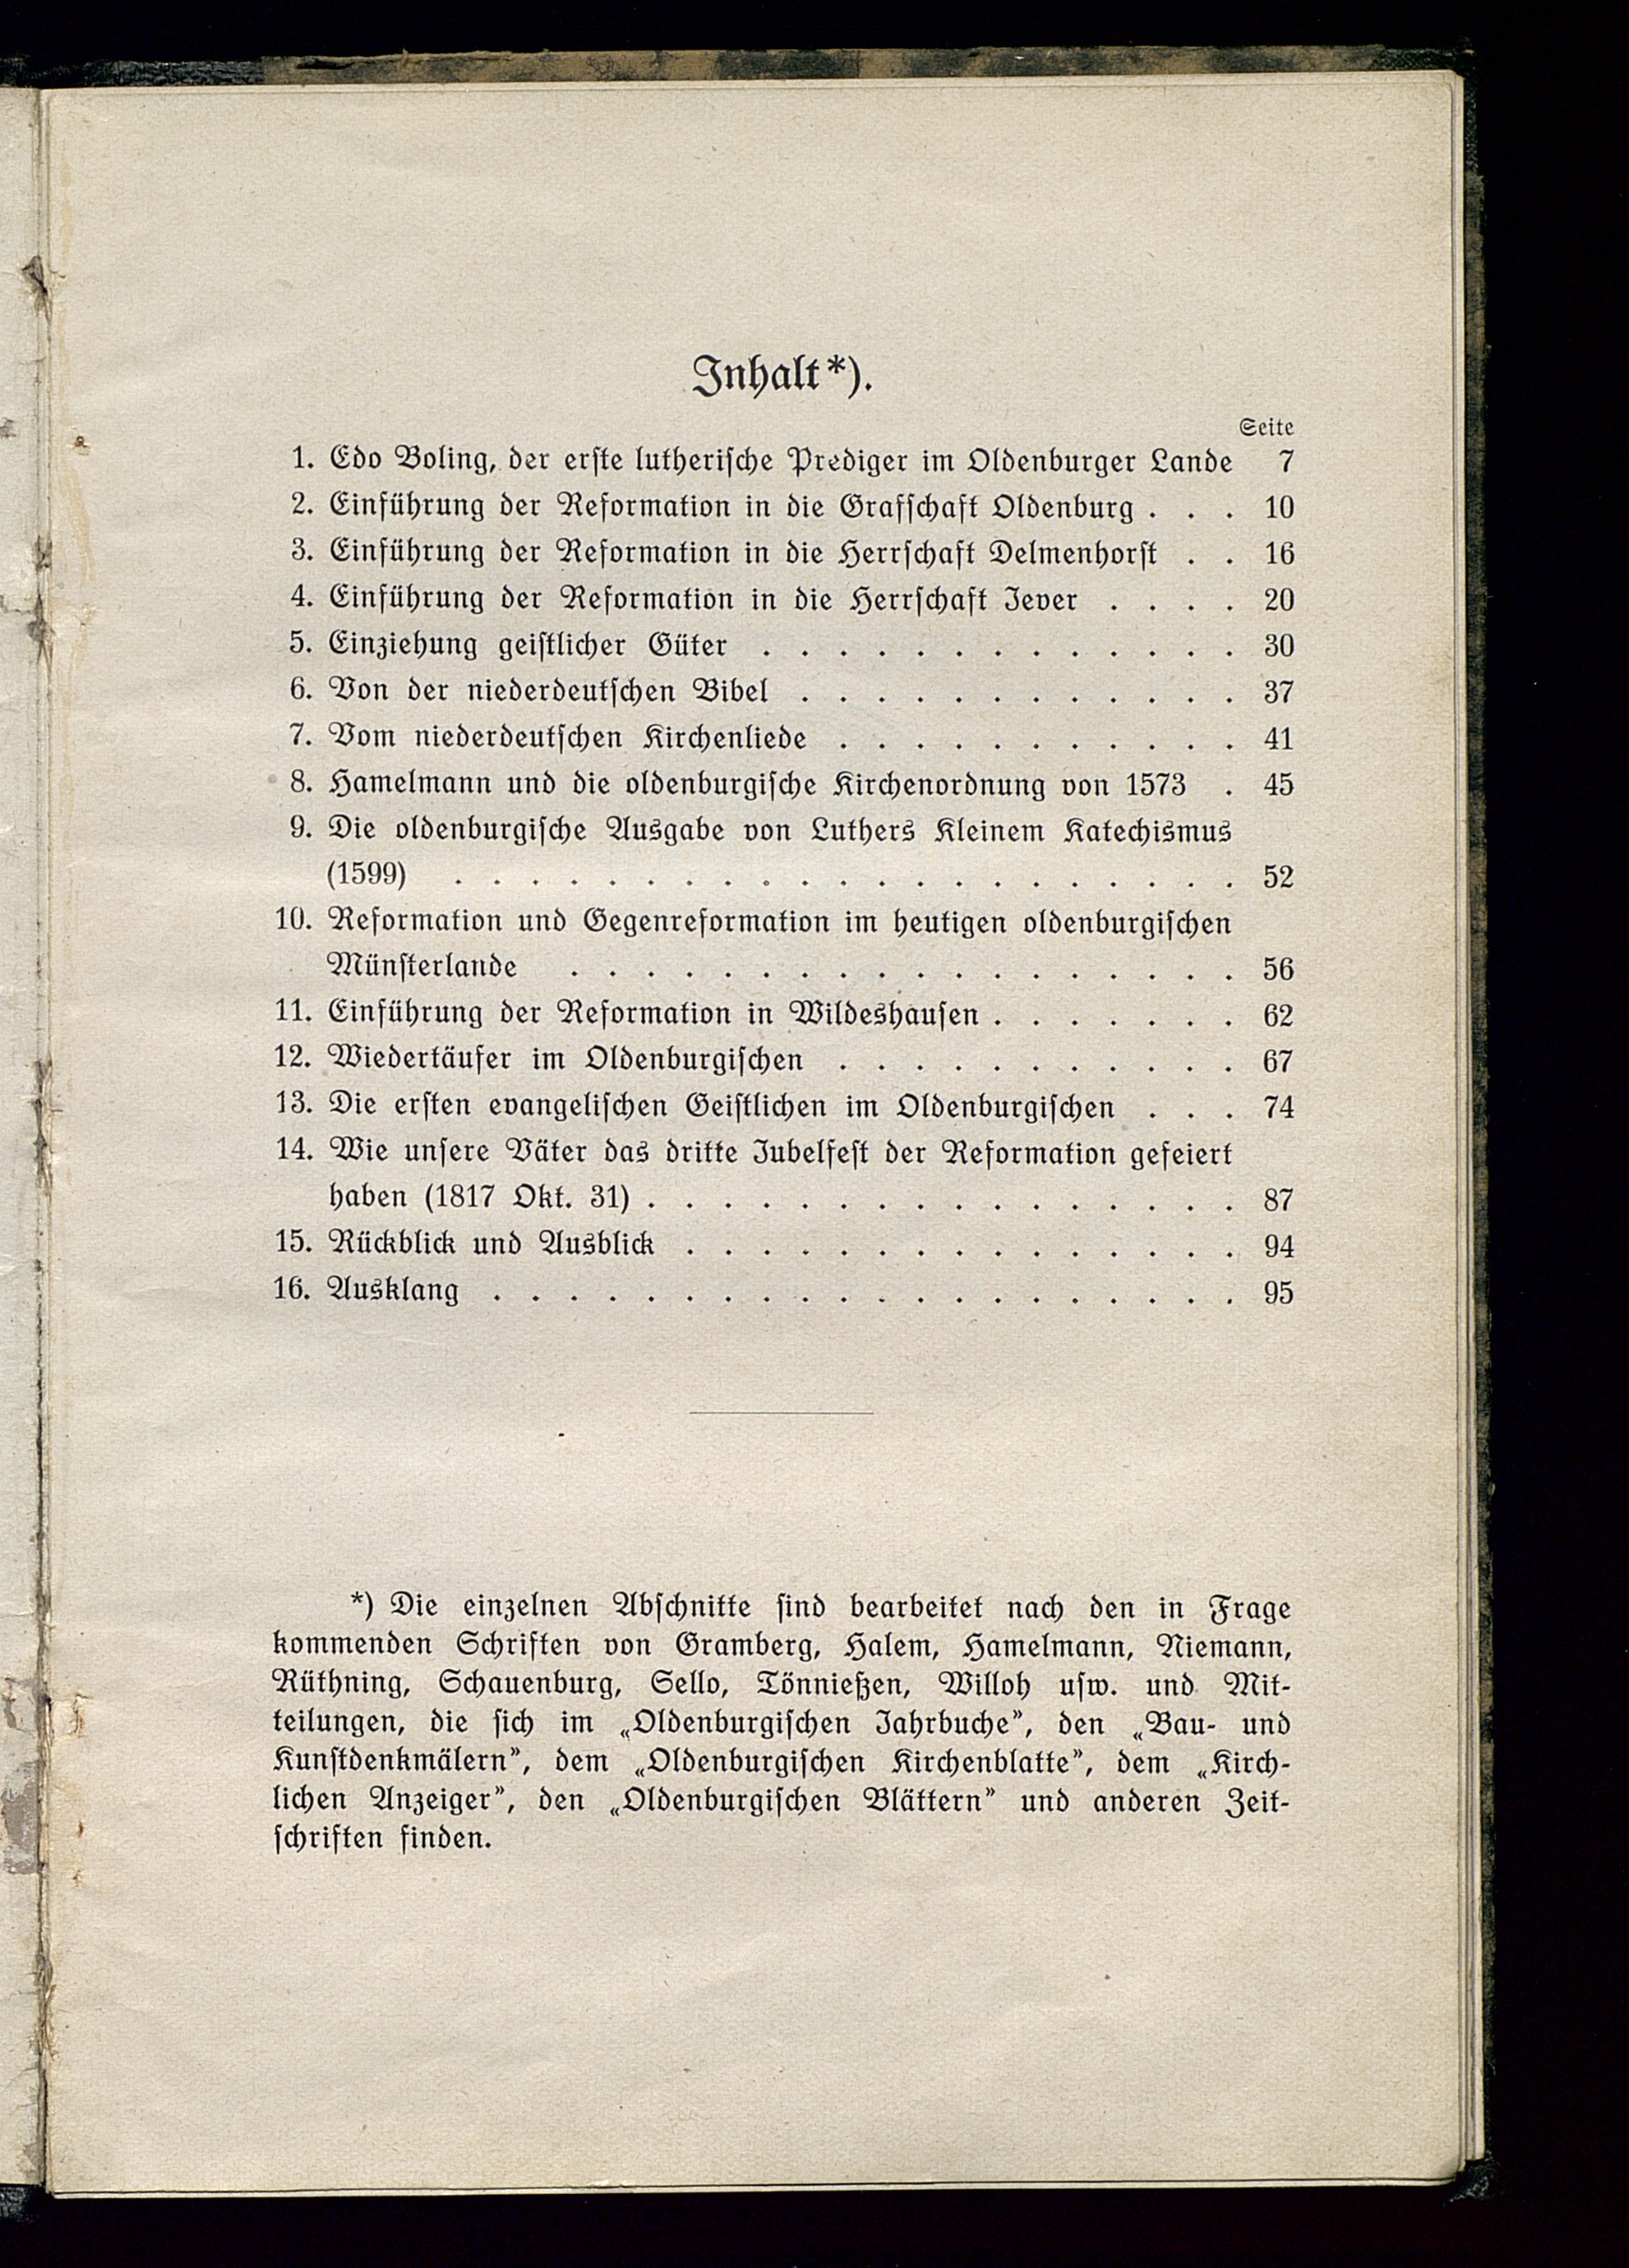 Inhalt*).
Seite
1. Edo Boling, der erste lutherische Prediger im Oldenburger Lande 7
2. Einführung der Reformation in die Grafschaft Oldenburg . . . 10
3. Einführung der Reformation in die Herrschaft Delmenhorst . . 16
4. Einführung der Reformation in die Herrschaft Jever . . . . 20
5. Einziehung geistlicher Güter . . . . . . . . . . . . . 30
6. Von der niederdeutschen Bibel . . . . . . . . . . . . 37
7. Vom niederdeutschen Kirchenliede . . . . . . . . . . . 41
8. Hamelmann und die oldenburgische Kirchenordnung von 1573 . 45
9. Die oldenburgische Ausgabe von Luthers Kleinem Katechismus
(1599) . . . . . . . . . . . . . . . . . . . . . 52
10. Reformation und Gegenreformation im heutigen oldenburgischen
Münsterlande . . . . . . . . . . . . . . . . . . 56
11. Einführung der Reformation in Wildeshausen . . . . . . . 62
12. Wiedertäufer im Oldenburgischen . . . . . . . . . . . 67
13. Die ersten evangelischen Geistlichen im Oldenburgischen . . . 74
14. Wie unsere Väter das dritte Jubelfest der Reformation gefeiert
haben (1817 Okt. 31) . . . . . . . . . . . . . . . . 87
15. Rückblick und Ausblick . . . . . . . . . . . . . . . 94
16. Ausklang . . . . . . . . . . . . . . . . . . . . 95
*) Die einzelnen Abschnitte sind bearbeitet nach den in Frage
kommenden Schriften von Gramberg, Halem, Hamelmann, Niemann,
Rüthning, Schauenburg, Sello, Tönnießen, Willoh usw. und Mit-
teilungen, die sich im „Oldenburgischen Jahrbuche", den „Bau- und
Kunstdenkmälern", dem „Oldenburgischen Kirchenblatte", dem „Kirch-
lichen Anzeiger", den „Oldenburgischen Blättern" und anderen Zeit-
schriften finden.